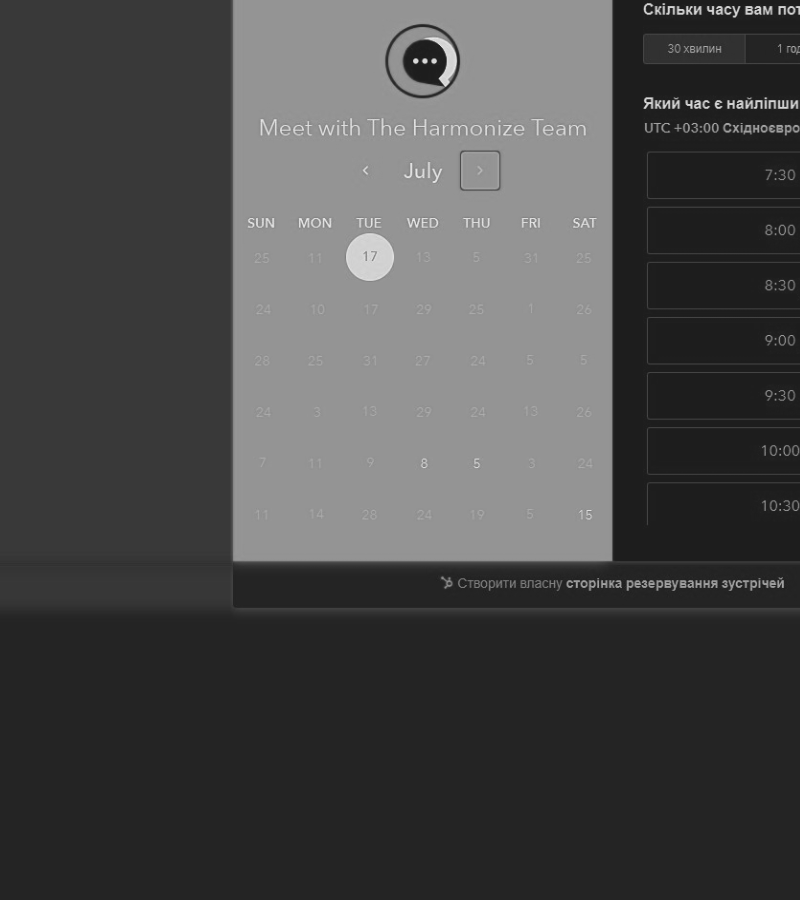 Meet with The Harmonize Team
July
SUN MON TUE WED THU FRI SAT
25 11 17 13 5 31 25
24 10 17 29 25 1 26
28 25 31 27 24 5 5
24 3 13 29 24 13 26
7 11 9 8 5 3 24
11 14 28 24 19 5 15
Скільки часу вам пот
30 хвилин 1 год
Який час є найліпши
UTC +03:00 Східноєвро
7:30
8:00
8:30
9:00
9:30
10:00
10:30
Створити власну сторінка резервування зустрічей